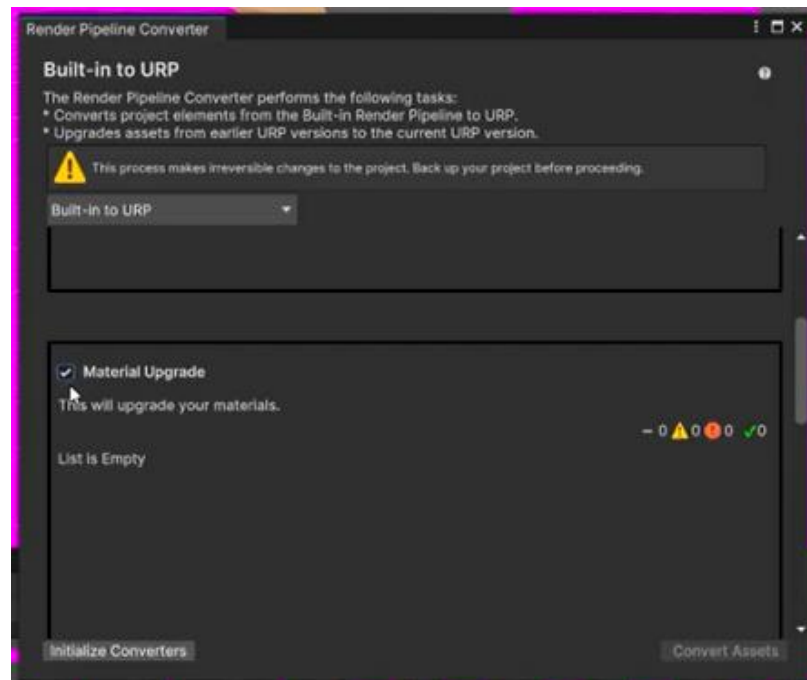 Render Pipeline Converter
Built-in to URP
The Render Pipeline Converter performs the following tasks:
* Converts project elements from the Built-in Render Pipeline to URP.
* Upgrades assets from earlier URP versions to the current URP version.
This process makes irreversible changes to the project. Back up your project before proceeding.
Built-in to URP
Material Upgrade
This will upgrade your materials.
– 0 0 0 0
List is Empty
Initialize Converters Convert Assets